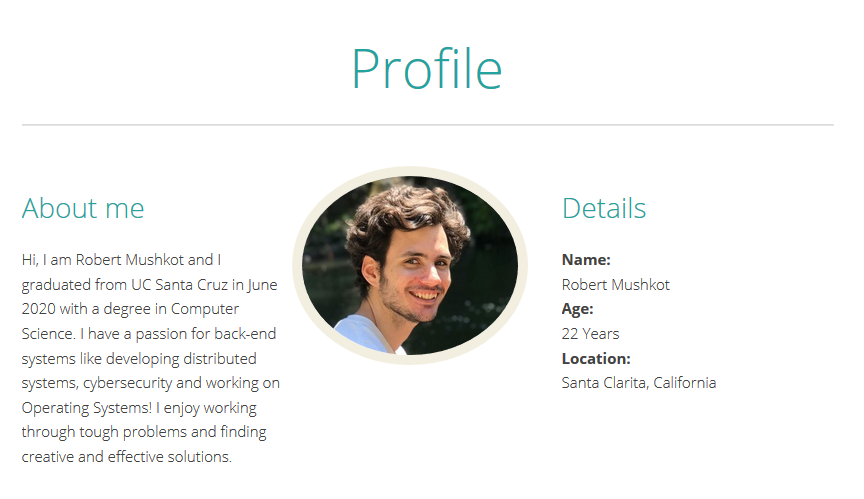 Profile
About me
Hi, I am Robert Mushkot and I
graduated from UC Santa Cruz in June
2020 with a degree in Computer
Science. I have a passion for back-end
systems like developing distributed
systems, cybersecurity and working on
Operating Systems! I enjoy working
through tough problems and finding
creative and effective solutions.
Details
Name:
Robert Mushkot
Age:
22 Years
Location:
Santa Clarita, California